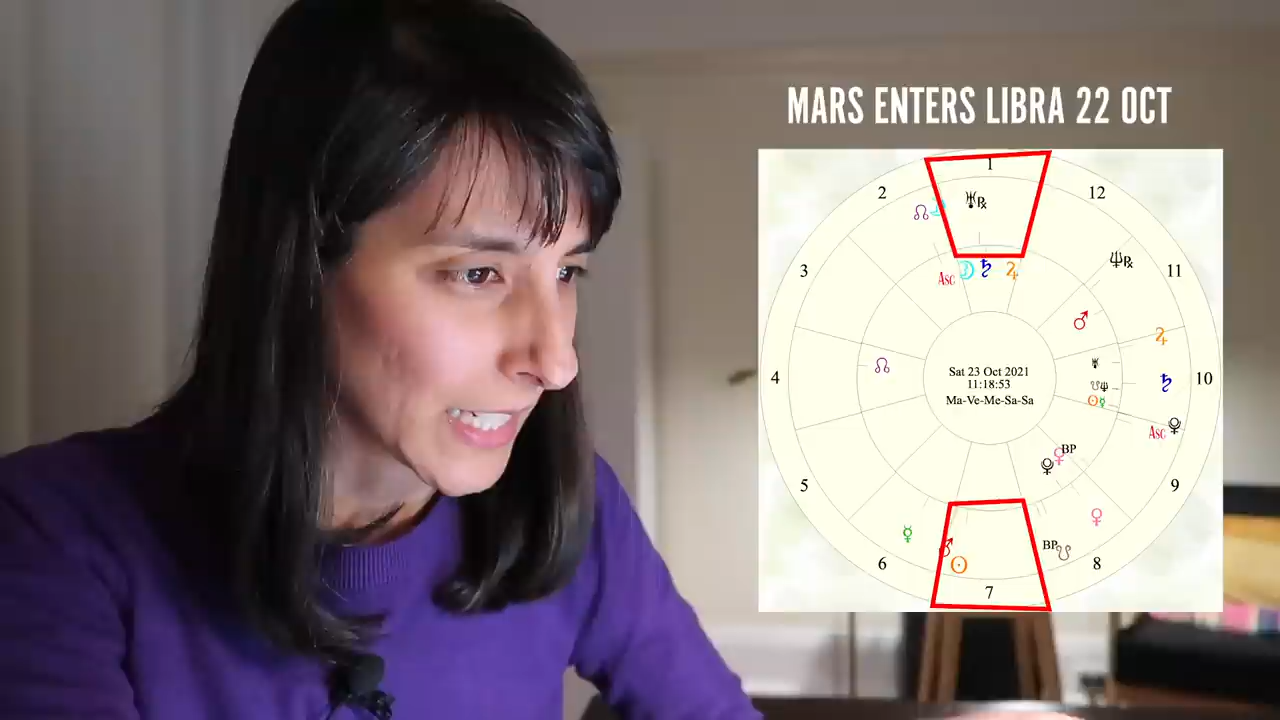 MARS ENTERS LIBRA 22 OCT
1
2
12
℞
3
11
℞
Asc
Sat 23 Oct 2021
11:18:53
Ma-Ve-Me-Sa-Sa
4
10
Asc
BP
5
9
BP
6
8
7